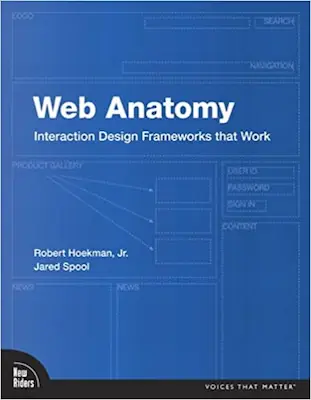 LOGO
SEARCH
NAVIGATION
Web Anatomy
Interaction Design Frameworks that Work
PRODUCT GALLERY
USER ID
PASSWORD
SIGN IN
CONTENT
Robert Hoekman, Jr.
Jared Spool
NEWS
NEWS
New
Riders
VOICES THAT MATTER™